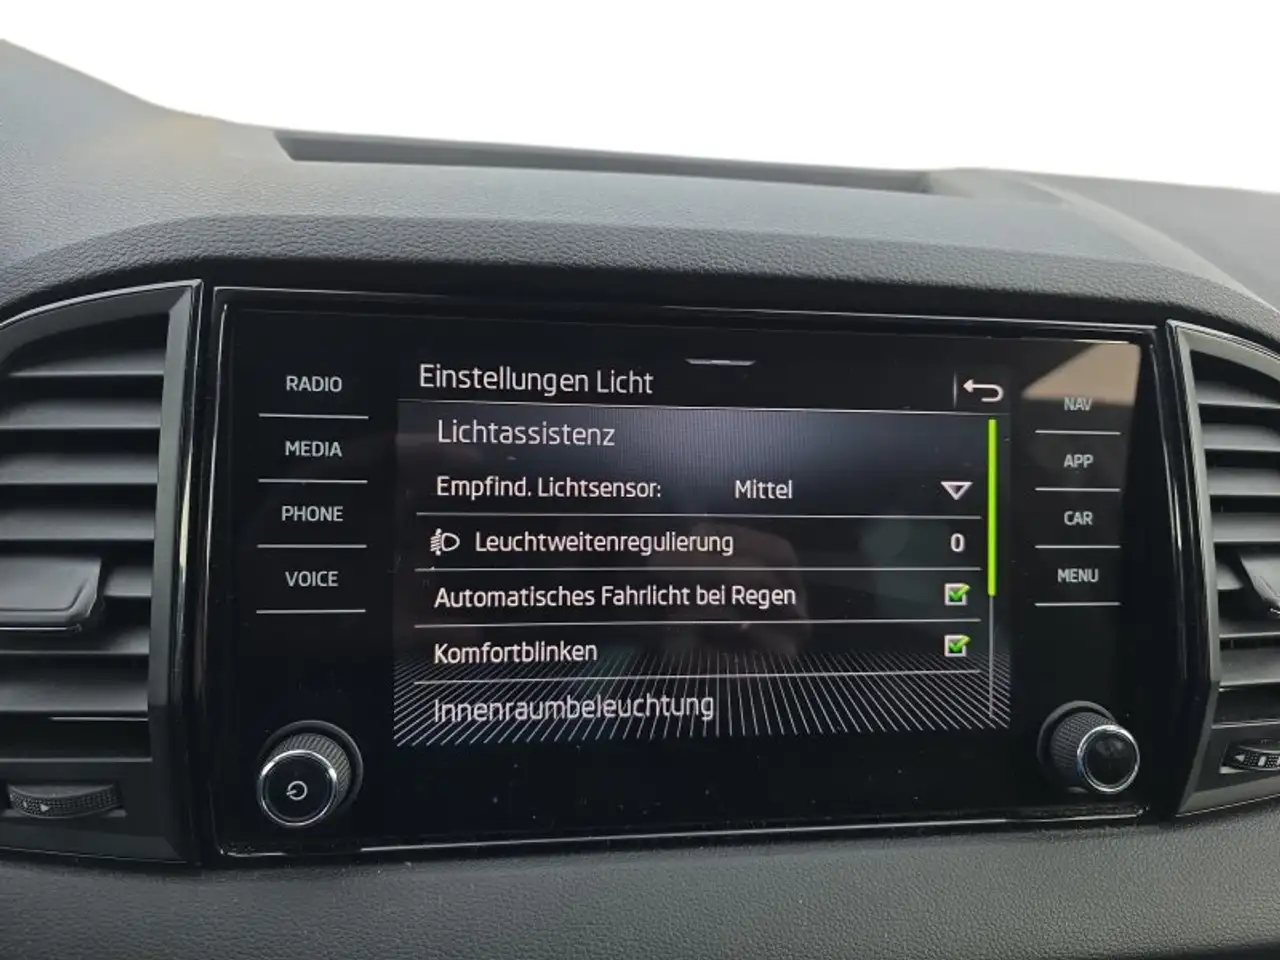 RADIO
MEDIA
PHONE
VOICE
Einstellungen Licht
Lichtassistenz
Empfind. Lichtsensor: Mittel
Leuchtweitenregulierung 0
Automatisches Fahrlicht bei Regen
Komfortblinken
Innenraumbeleuchtung
NAV
APP
CAR
MENU